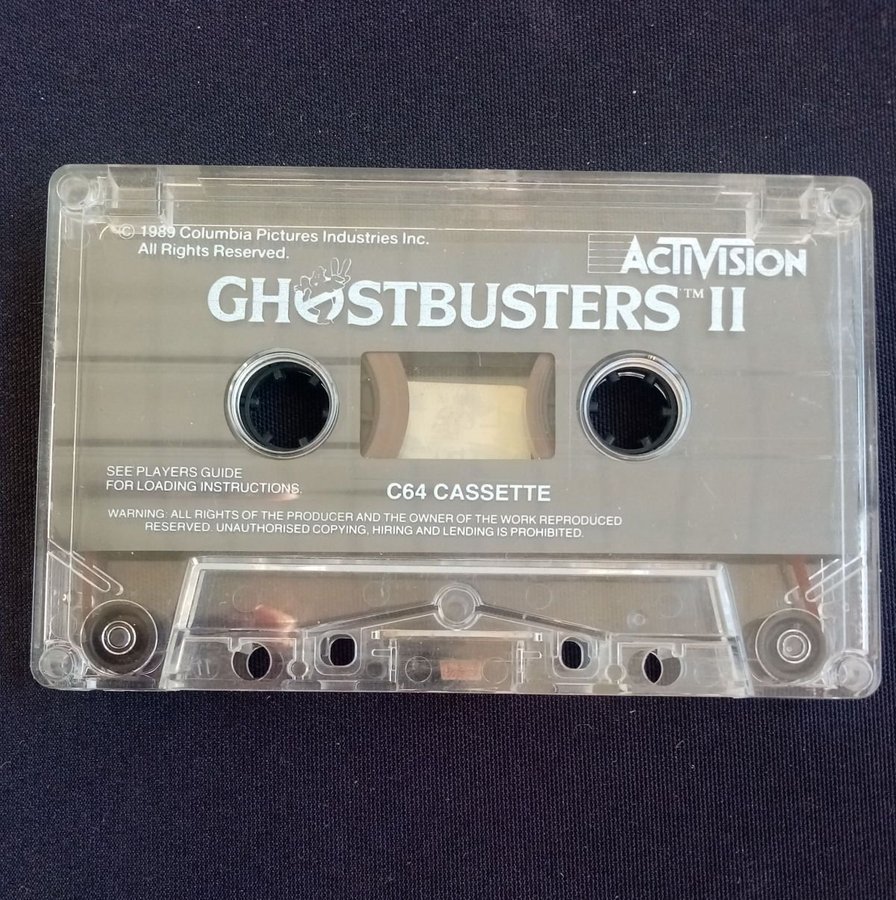 © 1989 Columbia Pictures Industries Inc.
All Rights Reserved.
ACTIVISION
GHOSTBUSTERS™ II
SEE PLAYERS GUIDE
FOR LOADING INSTRUCTIONS.
C64 CASSETTE
WARNING: ALL RIGHTS OF THE PRODUCER AND THE OWNER OF THE WORK REPRODUCED
RESERVED. UNAUTHORISED COPYING, HIRING AND LENDING IS PROHIBITED.